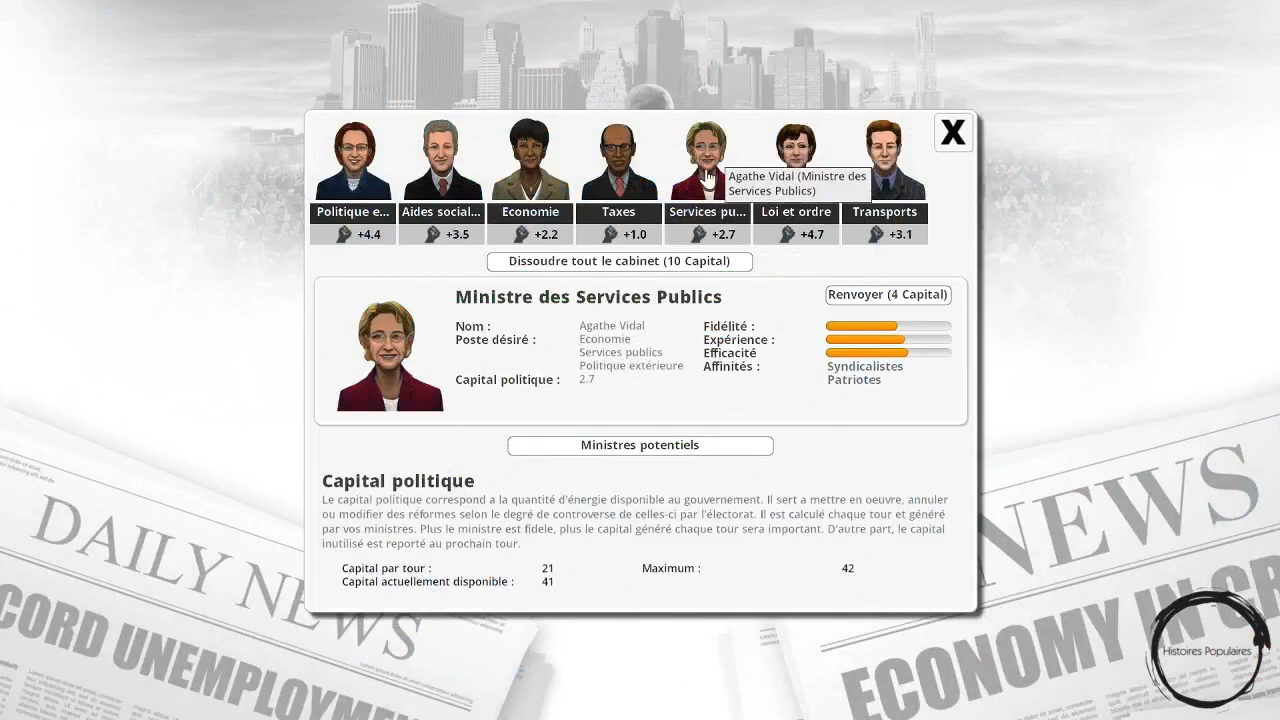 Agathe Vidal (Ministre des
Services Publics)
Politique e...
Aides social...
Economie
Taxes
Services pu...
Loi et ordre
Transports
+4.4
+3.5
+2.2
+1.0
+2.7
+4.7
+3.1
Dissoudre tout le cabinet (10 Capital)
Ministre des Services Publics
Renvoyer (4 Capital)
Nom :
Agathe Vidal
Poste désiré :
Economie
Services publics
Politique extérieure
Capital politique :
2.7
Fidélité :
Expérience :
Efficacité
Affinités :
Syndicalistes
Patriotes
Ministres potentiels
Capital politique
Le capital politique correspond a la quantité d'énergie disponible au gouvernement. Il sert a mettre en oeuvre, annuler
ou modifier des réformes selon le degré de controverse de celles-ci par l'électorat. Il est calculé chaque tour et généré
par vos ministres. Plus le ministre est fidele, plus le capital généré chaque tour sera important. D'autre part, le capital
inutilisé est reporté au prochain tour.
Capital par tour :
21
Maximum :
42
Capital actuellement disponible :
41
DAILY NEWS
CORD UNEMPLOYME
NEWS
ECONOMY IN CR
Histoires Populaires
X